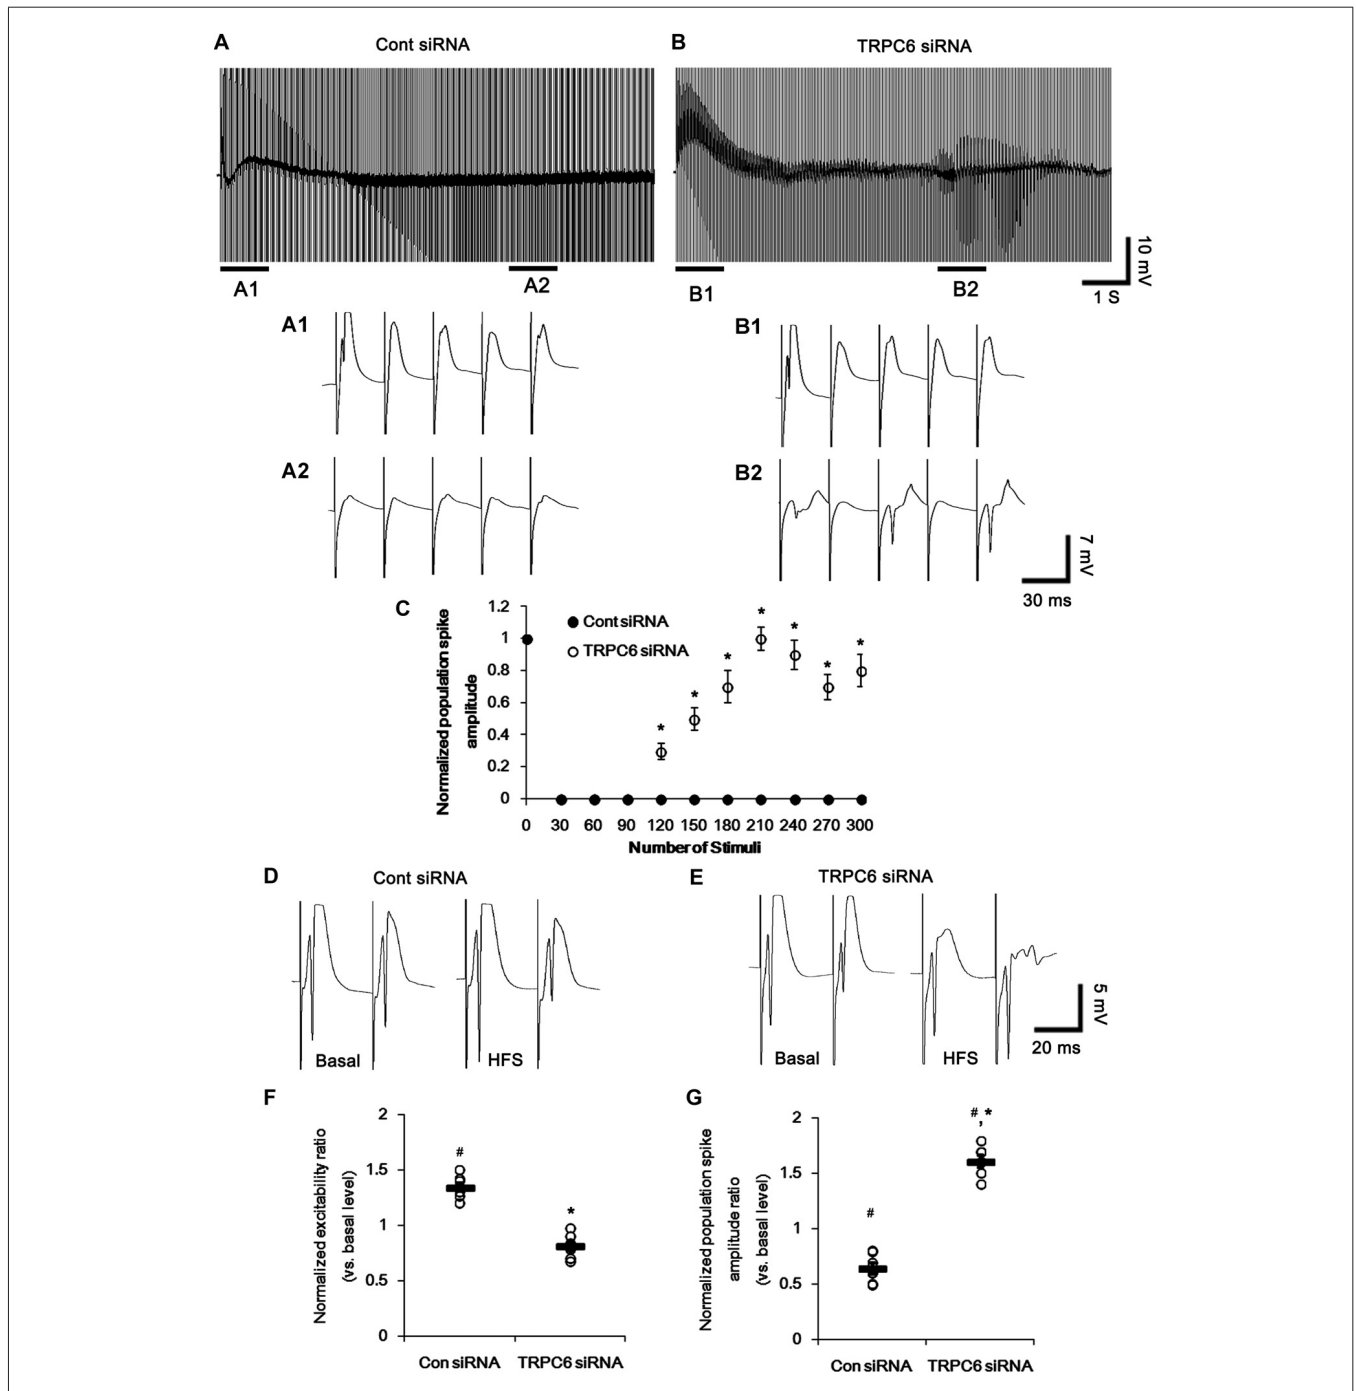 A
Cont siRNA
B
TRPC6 siRNA
A1
A2
B1
B2
10 mV
1 S
A1
B1
A2
B2
7 mV
30 ms
C
Normalized population spike
amplitude
1.2
1
0.8
0.6
0.4
0.2
0
Cont siRNA
TRPC6 siRNA
* * * * * * *
0 30 60 90 120 150 180 210 240 270 300
Number of Stimuli
D
Cont siRNA
E
TRPC6 siRNA
Basal
HFS
Basal
HFS
5 mV
20 ms
F
Normalized excitability ratio
(vs. basal level)
2
1.5
1
0.5
0
#
*
Con siRNA TRPC6 siRNA
G
Normalized population spike
amplitude ratio
(vs. basal level)
2
1.5
1
0.5
0
#
#,*
Con siRNA TRPC6 siRNA